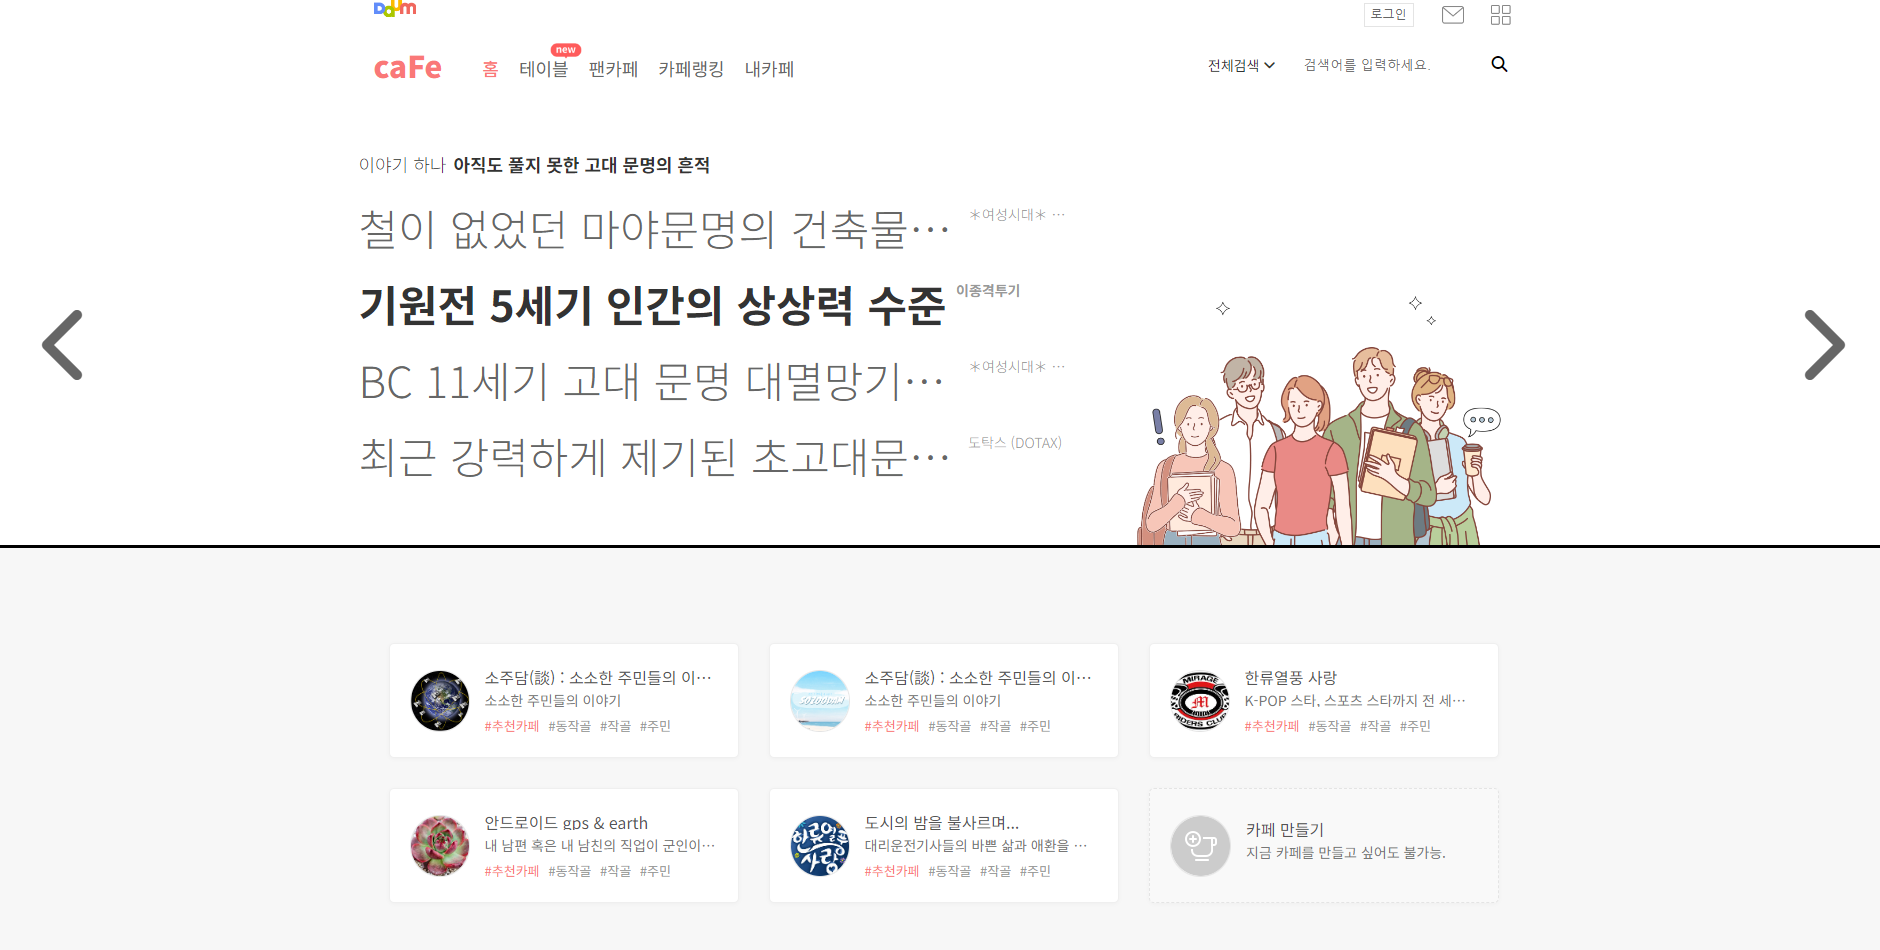 Daum
로그인
caFe
홈 테이블 new 팬카페 카페랭킹 내카페
전체검색 검색어를 입력하세요.
이야기 하나 아직도 풀지 못한 고대 문명의 흔적
철이 없었던 마야문명의 건축물… *여성시대* …
기원전 5세기 인간의 상상력 수준 이종격투기
BC 11세기 고대 문명 대멸망기… *여성시대* …
최근 강력하게 제기된 초고대문… 도탁스 (DOTAX)
소주담(談) : 소소한 주민들의 이…
소소한 주민들의 이야기
#추천카페 #동작골 #작골 #주민
SOJOODAM
소주담(談) : 소소한 주민들의 이…
소소한 주민들의 이야기
#추천카페 #동작골 #작골 #주민
MIRAGE
M
RIDERS CLUB
한류열풍 사랑
K-POP 스타, 스포츠 스타까지 전 세…
#추천카페 #동작골 #작골 #주민
안드로이드 gps & earth
내 남편 혹은 내 남친의 직업이 군인이…
#추천카페 #동작골 #작골 #주민
한류열풍
사랑
도시의 밤을 불사르며...
대리운전기사들의 바쁜 삶과 애환을 …
#추천카페 #동작골 #작골 #주민
카페 만들기
지금 카페를 만들고 싶어도 불가능.